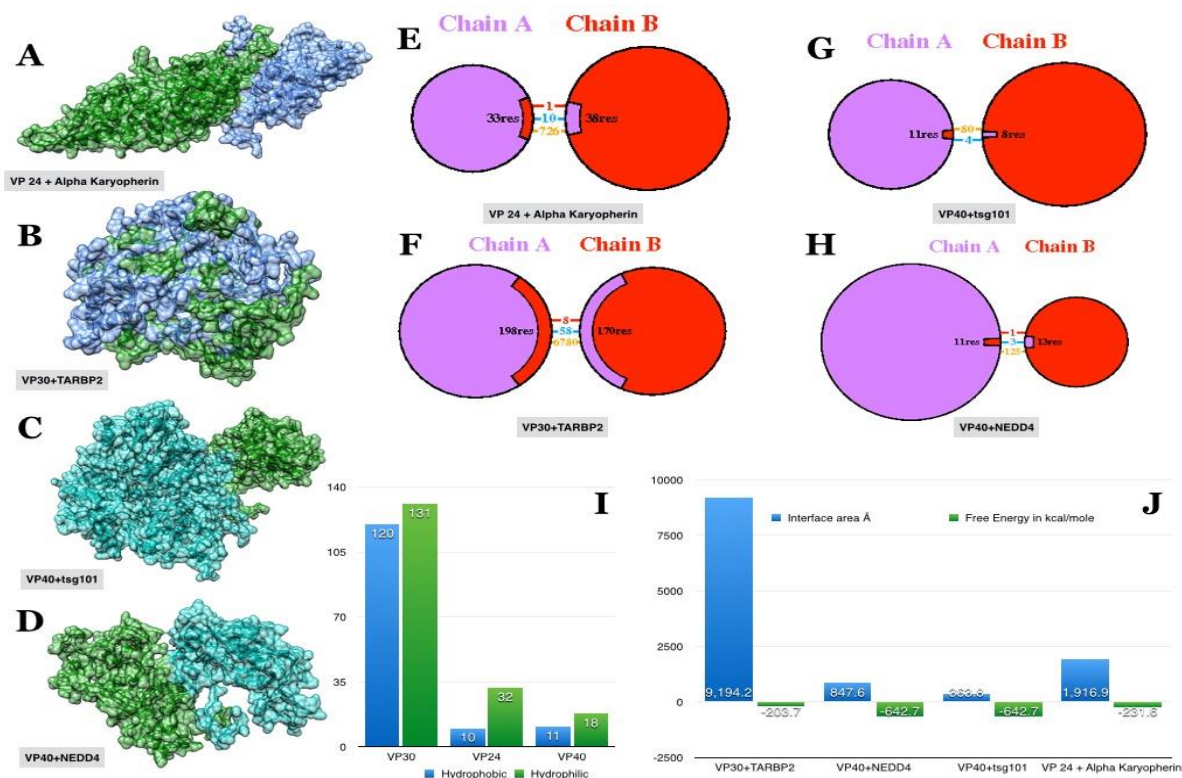 A
VP 24 + Alpha Karyopherin
B
VP30+TARBP2
C
VP40+tsg101
D
VP40+NEDD4
E
Chain A Chain B
33res
1
10
726
38res
VP 24 + Alpha Karyopherin
F
Chain A Chain B
198res
8
58
6780
170res
VP30+TARBP2
G
Chain A Chain B
11res
80
4
8res
VP40+tsg101
H
Chain A Chain B
11res
1
3
125
13res
VP40+NEDD4
I
140
105
70
35
0
120
131
10
32
11
18
VP30
VP24
VP40
Hydrophobic
Hydrophilic
J
Interface area Å
Free Energy in kcal/mole
10000
7500
5000
2500
0
-2500
9,194.2
-203.7
847.6
-642.7
-642.7
1,916.9
-231.6
VP30+TARBP2
VP40+NEDD4
VP40+tsg101
VP 24 + Alpha Karyopherin